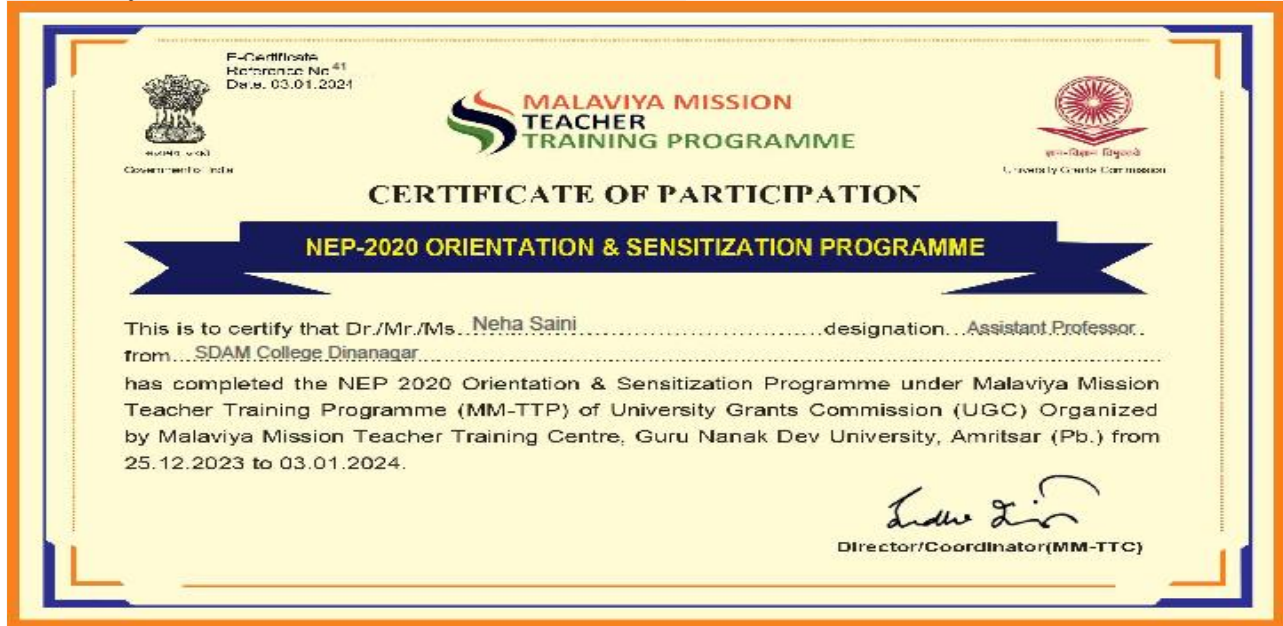 E-Certificate
Reference No 41
Date: 03.01.2024
Government of India
MALAVIYA MISSION
TEACHER
TRAINING PROGRAMME
ज्ञान-विज्ञान विमुक्तये
University Grants Commission
CERTIFICATE OF PARTICIPATION
NEP-2020 ORIENTATION & SENSITIZATION PROGRAMME
This is to certify that Dr./Mr./Ms. Neha Saini designation Assistant Professor
from SDAM College Dinanagar
has completed the NEP 2020 Orientation & Sensitization Programme under Malaviya Mission
Teacher Training Programme (MM-TTP) of University Grants Commission (UGC) Organized
by Malaviya Mission Teacher Training Centre, Guru Nanak Dev University, Amritsar (Pb.) from
25.12.2023 to 03.01.2024.
Director/Coordinator(MM-TTC)